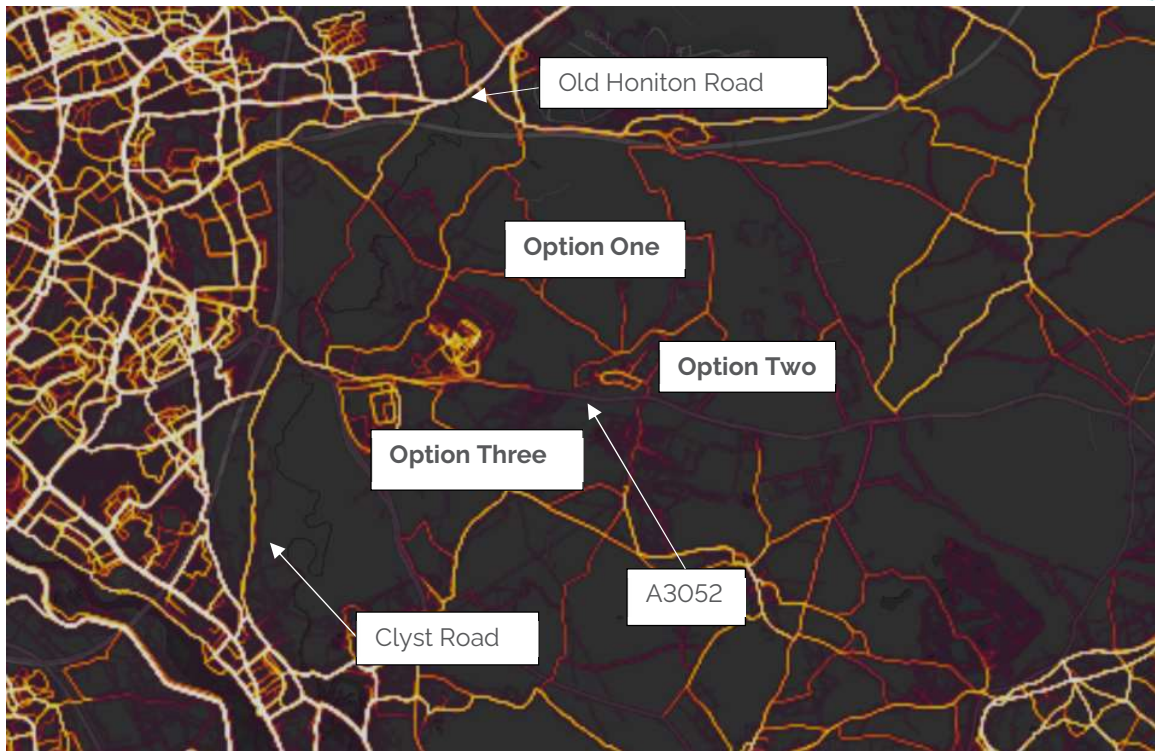 Old Honiton Road
Option One
Option Two
Option Three
A3052
Clyst Road